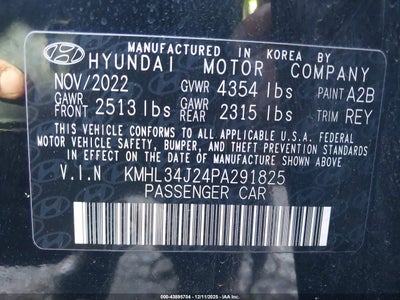 MANUFACTURED IN KOREA BY
HYUNDAI MOTOR COMPANY
NOV/2022 GVWR 4354 lbs PAINT A2B
GAWR FRONT 2513 lbs GAWR REAR 2315 lbs TRIM REY
THIS VEHICLE CONFORMS TO ALL APPLICABLE U.S.A. FEDERAL
MOTOR VEHICLE SAFETY, BUMPER, AND THEFT PREVENTION
STANDARDS IN EFFECT ON THE DATE OF MANUFACTURE SHOWN ABOVE
V.I.N KMHL34J24PA291825
PASSENGER CAR
000-43895704 - 12/11/2025 - IAA Inc.